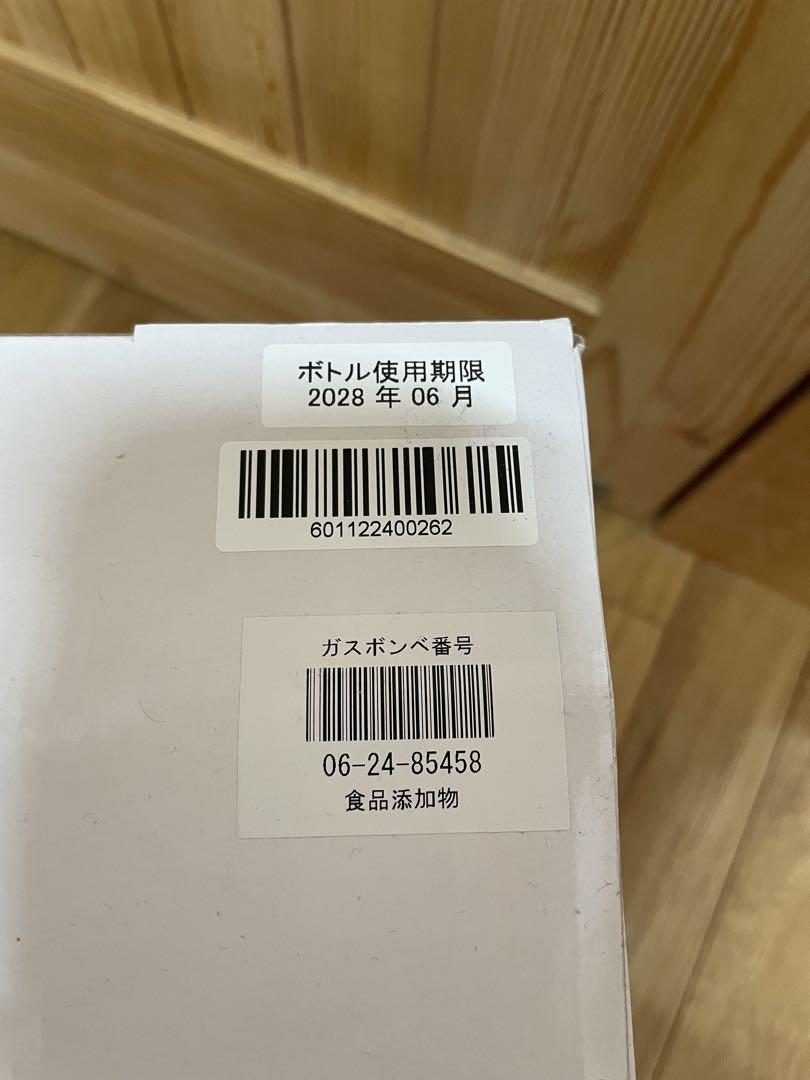 ボトル使用期限
2028 年 06 月
601122400262
ガスボンベ番号
06-24-85458
食品添加物